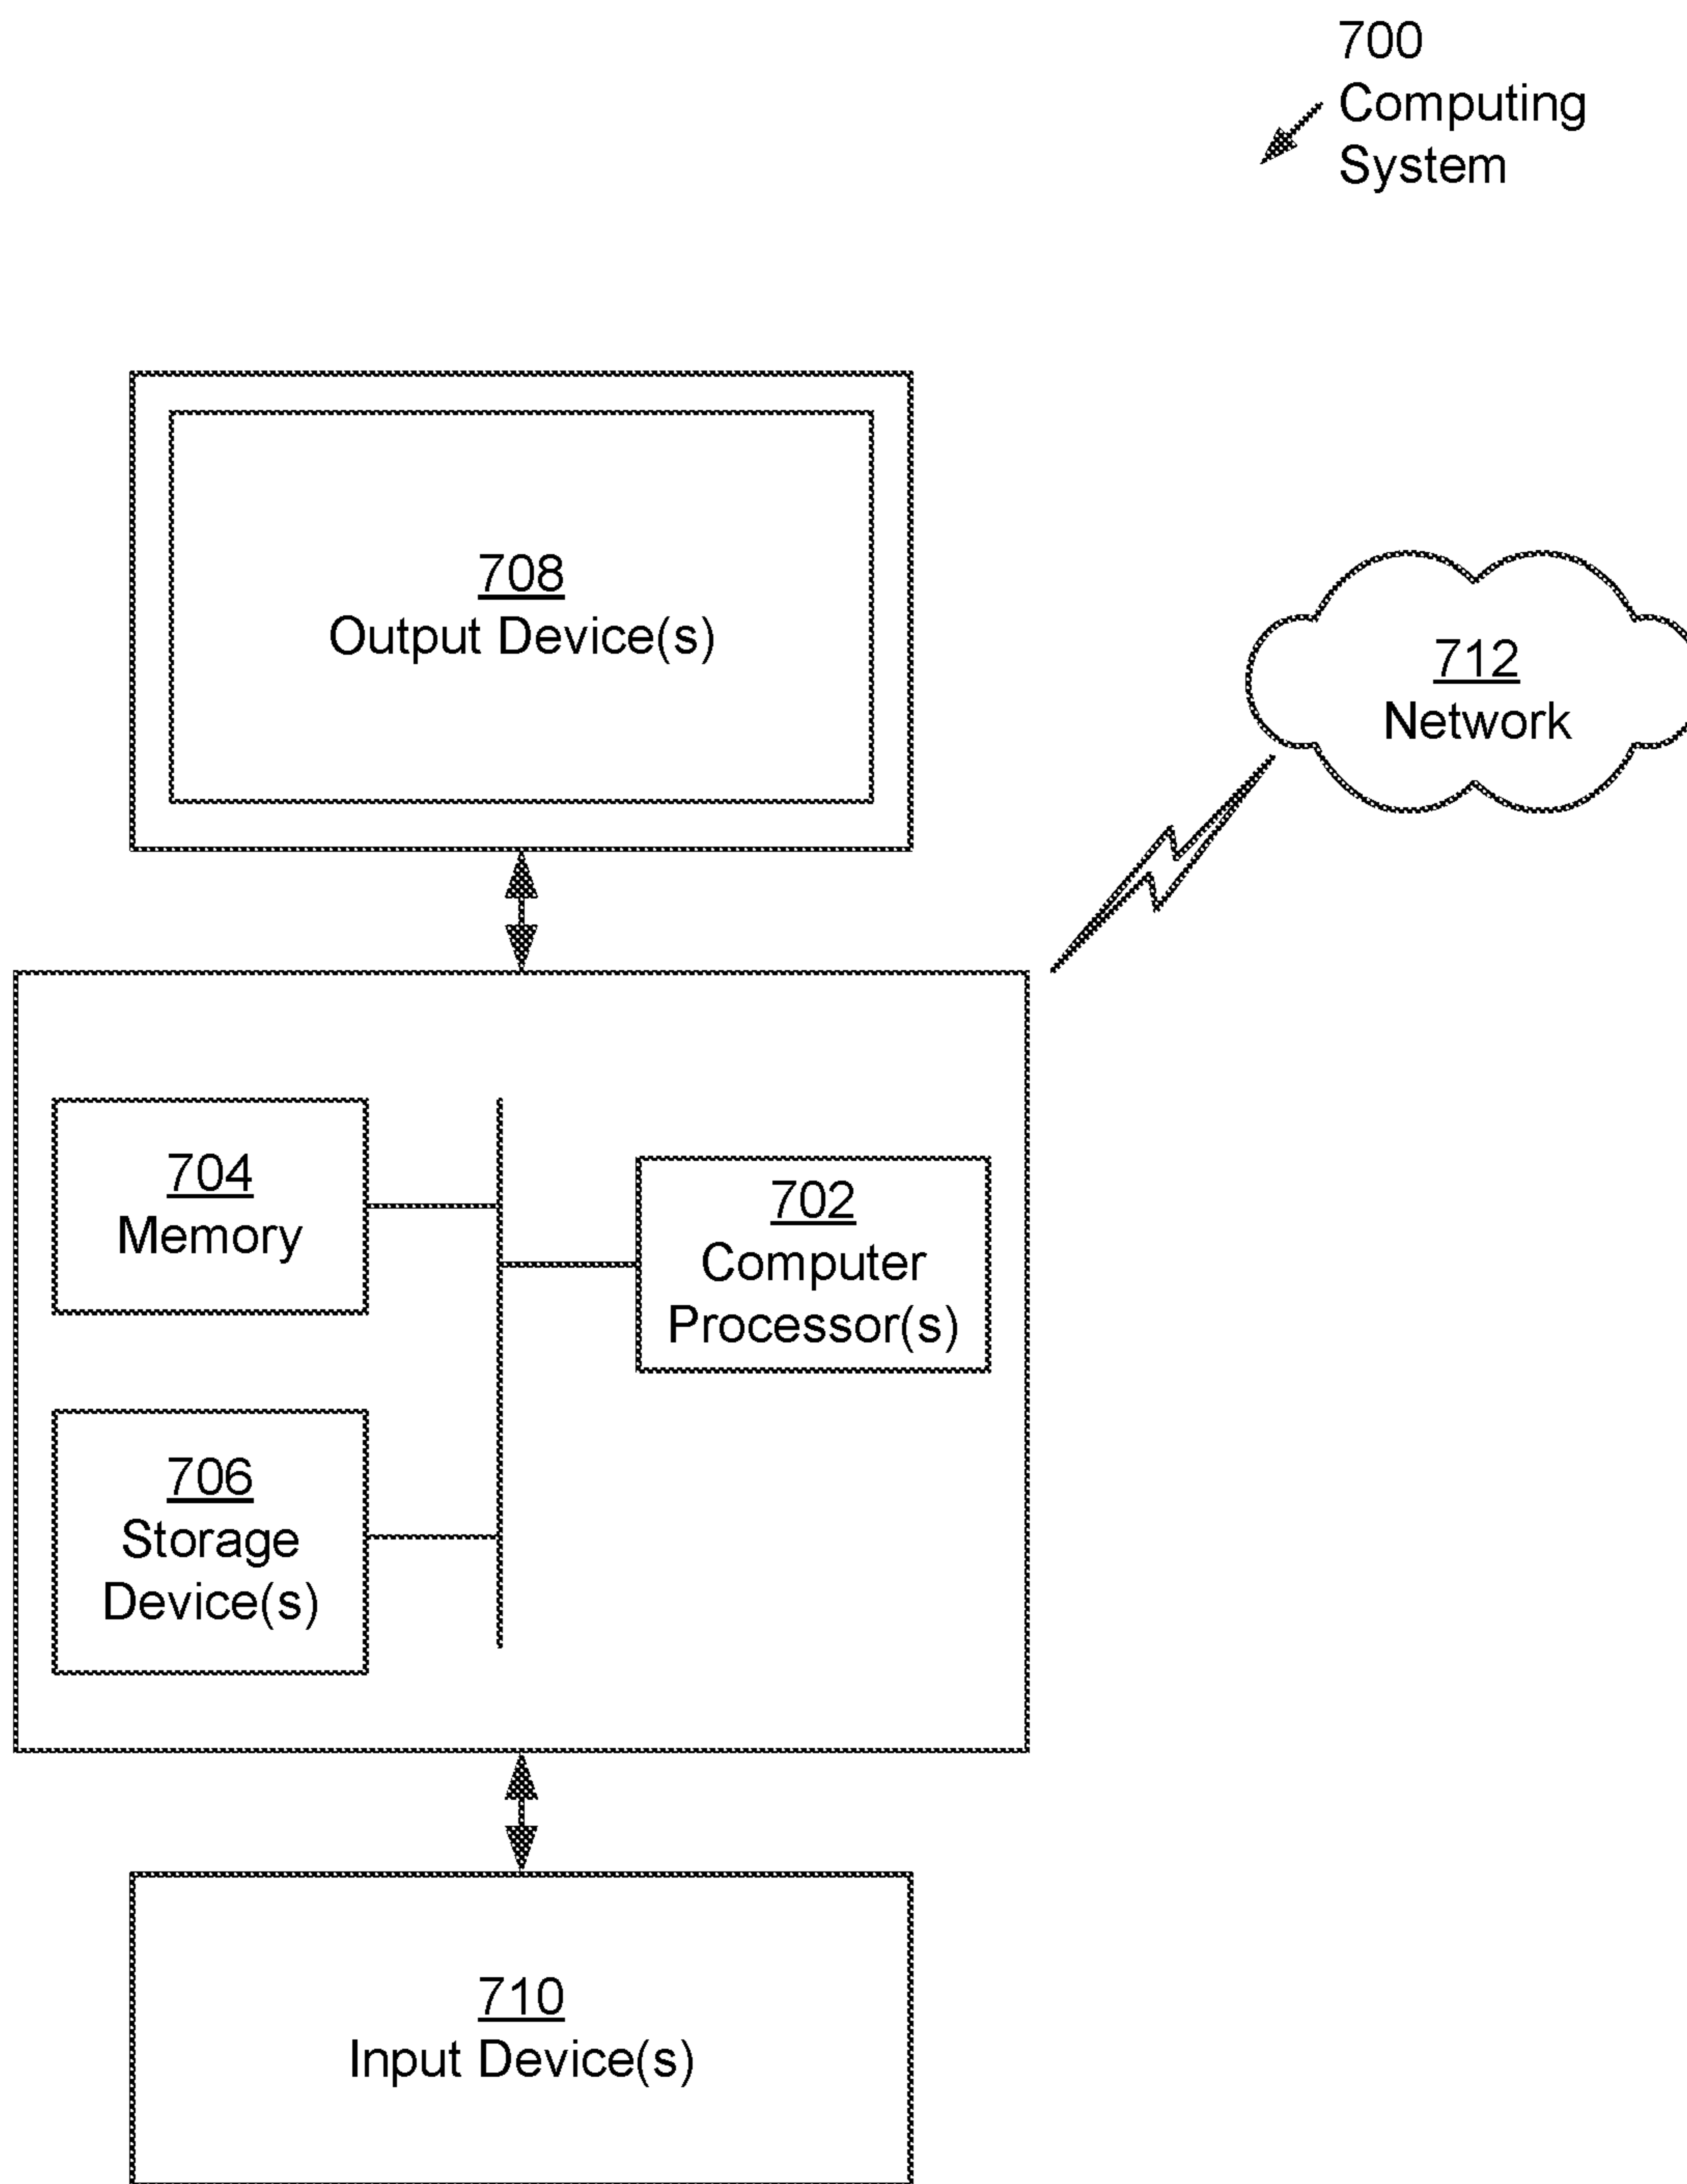 700
Computing
System
708
Output Device(s)
712
Network
704
Memory
702
Computer
Processor(s)
706
Storage
Device(s)
710
Input Device(s)